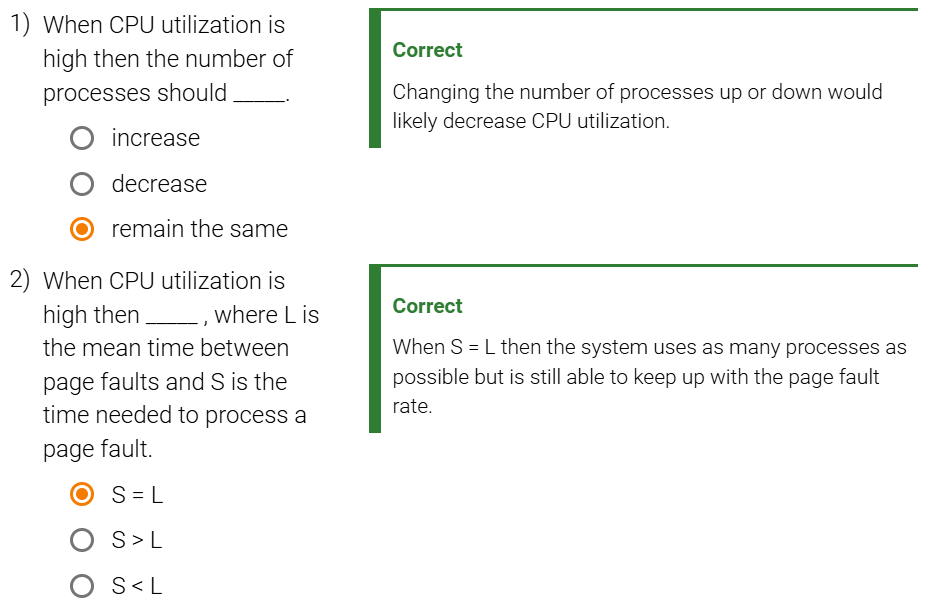 1) When CPU utilization is
high then the number of
processes should _____.
increase
decrease
remain the same
Correct
Changing the number of processes up or down would
likely decrease CPU utilization.
2) When CPU utilization is
high then _____ , where L is
the mean time between
page faults and S is the
time needed to process a
page fault.
S = L
S > L
S < L
Correct
When S = L then the system uses as many processes as
possible but is still able to keep up with the page fault
rate.